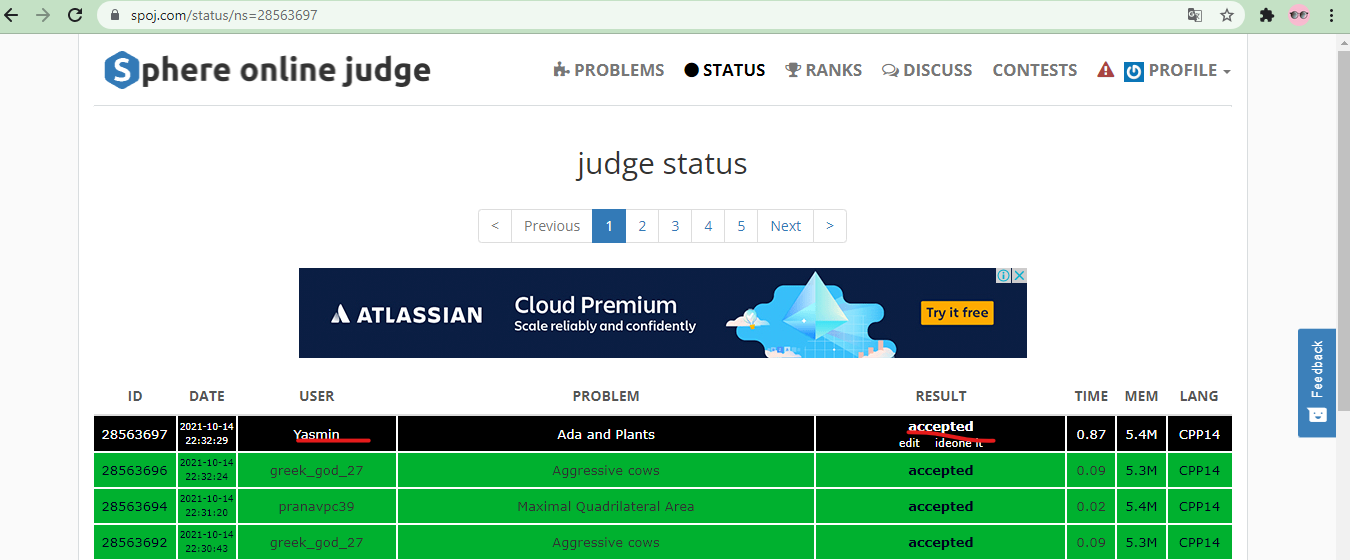 spoj.com/status/ns=28563697
Sphere online judge PROBLEMS STATUS RANKS DISCUSS CONTESTS PROFILE
judge status
< Previous 1 2 3 4 5 Next >
ATLASSIAN Cloud Premium Try it free
Scale reliably and confidently
Feedback
ID DATE USER PROBLEM RESULT TIME MEM LANG
28563697 2021-10-14 22:32:29 Yasmin Ada and Plants accepted edit ideone it 0.87 5.4M CPP14
28563696 2021-10-14 22:32:24 greek_god_27 Aggressive cows accepted 0.09 5.3M CPP14
28563694 2021-10-14 22:31:20 pranavpc39 Maximal Quadrilateral Area accepted 0.02 5.4M CPP14
28563692 2021-10-14 22:30:43 greek_god_27 Aggressive cows accepted 0.09 5.3M CPP14